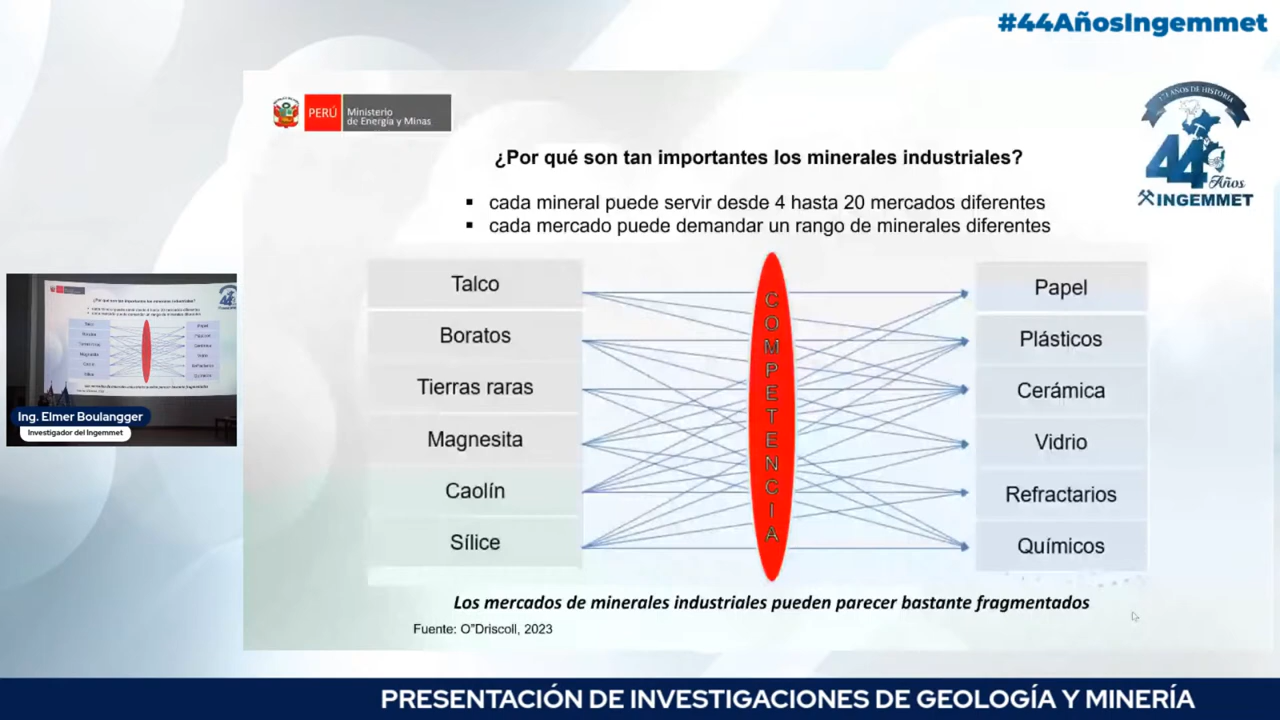 #44AñosIngemmet
PERÚ
Ministerio
de Energía y Minas
171 AÑOS DE HISTORIA
44
Años
INGEMMET
¿Por qué son tan importantes los minerales industriales?
cada mineral puede servir desde 4 hasta 20 mercados diferentes
cada mercado puede demandar un rango de minerales diferentes
Talco
Boratos
Tierras raras
Magnesita
Caolín
Sílice
COMPETENCIA
Papel
Plásticos
Cerámica
Vidrio
Refractarios
Químicos
Los mercados de minerales industriales pueden parecer bastante fragmentados
Fuente: O"Driscoll, 2023
Ing. Elmer Boulangger
Investigador del Ingemmet
PRESENTACIÓN DE INVESTIGACIONES DE GEOLOGÍA Y MINERÍA